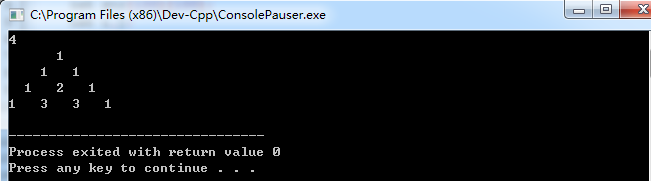 C:\Program Files (x86)\Dev-Cpp\ConsolePauser.exe
4
      1
    1   1
  1   2   1
1   3   3   1
--------------------------------
Process exited with return value 0
Press any key to continue . . .